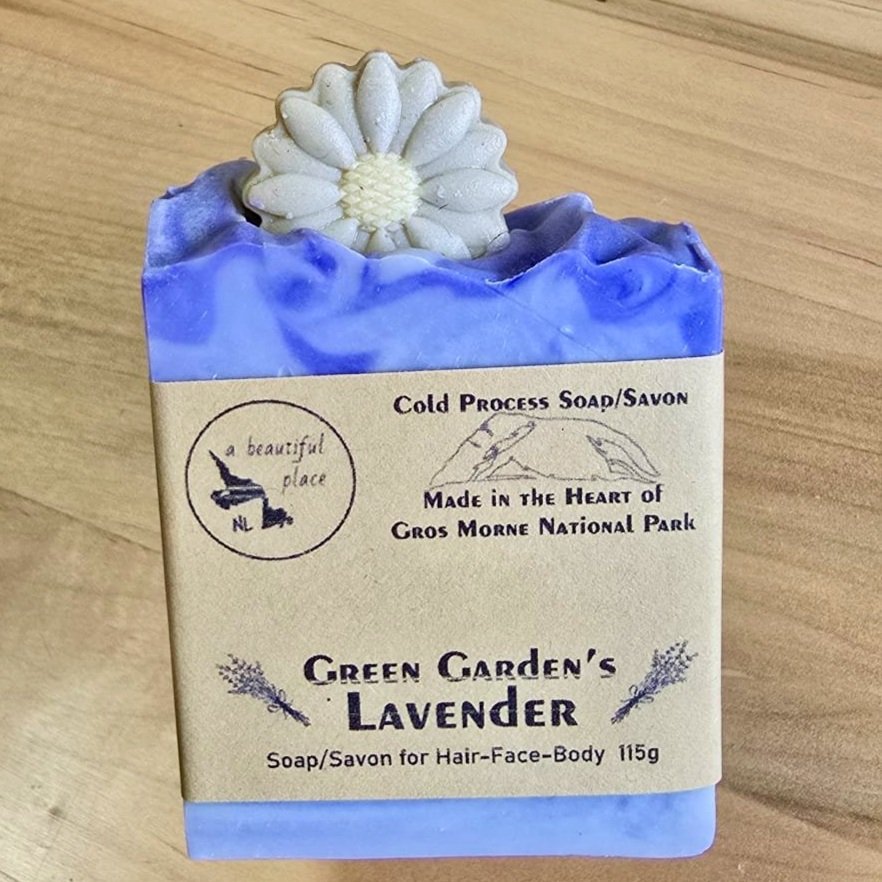 a beautiful
place
NL
Cold Process Soap/Savon
Made in the Heart of
Gros Morne National Park
Green Garden's
Lavender
Soap/Savon for Hair-Face-Body 115g